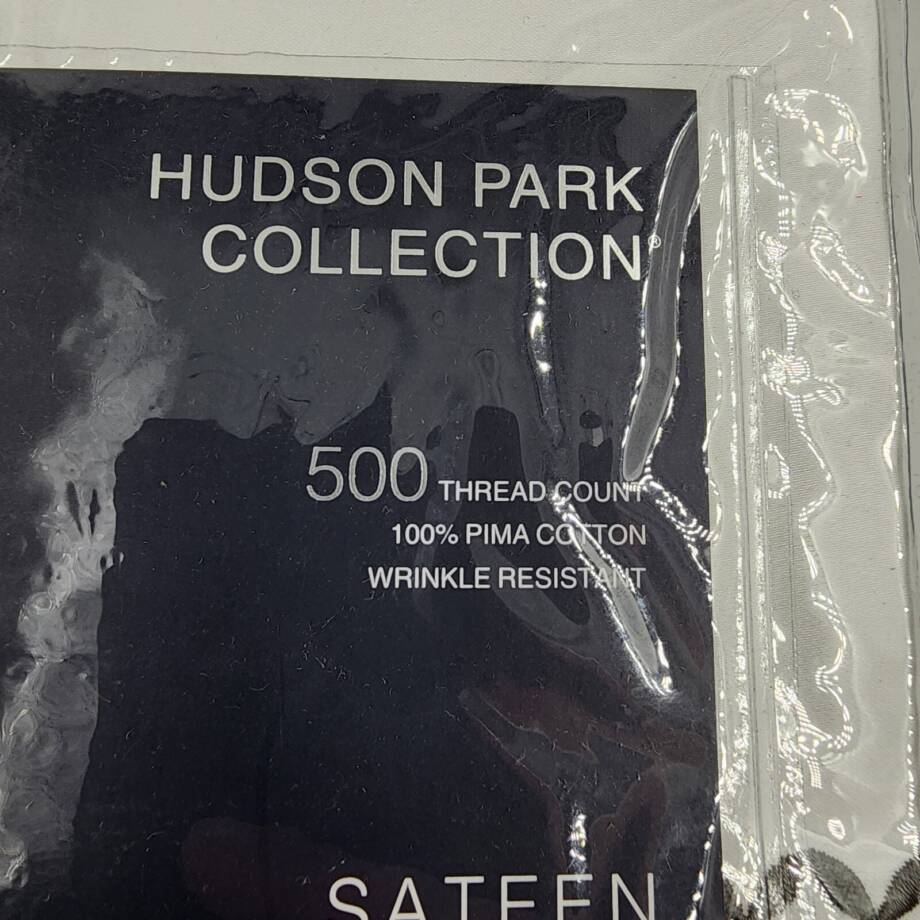 HUDSON PARK
COLLECTION®
500 THREAD COUNT
100% PIMA COTTON
WRINKLE RESISTANT
SATEEN